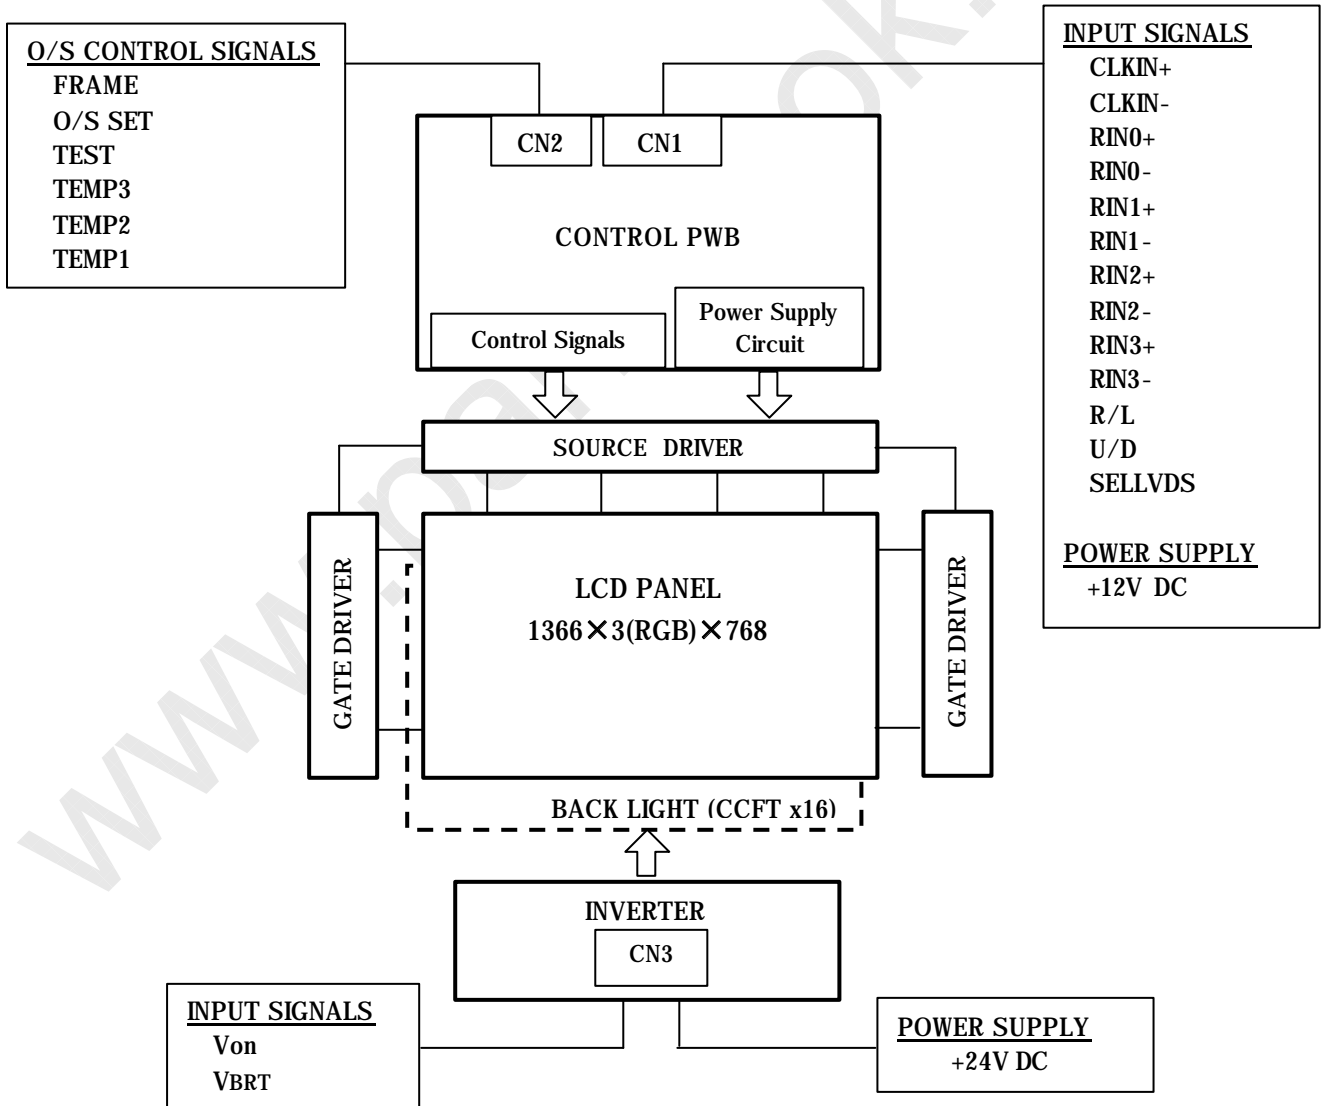 O/S CONTROL SIGNALS
FRAME
O/S SET
TEST
TEMP3
TEMP2
TEMP1
CN2
CN1
CONTROL PWB
Control Signals
Power Supply
Circuit
INPUT SIGNALS
CLKIN+
CLKIN-
RIN0+
RIN0-
RIN1+
RIN1-
RIN2+
RIN2-
RIN3+
RIN3-
R/L
U/D
SELLVDS
POWER SUPPLY
+12V DC
SOURCE DRIVER
GATE DRIVER
LCD PANEL
1366×3(RGB)×768
GATE DRIVER
BACK LIGHT (CCFT x16)
INVERTER
CN3
INPUT SIGNALS
Von
VBRT
POWER SUPPLY
+24V DC